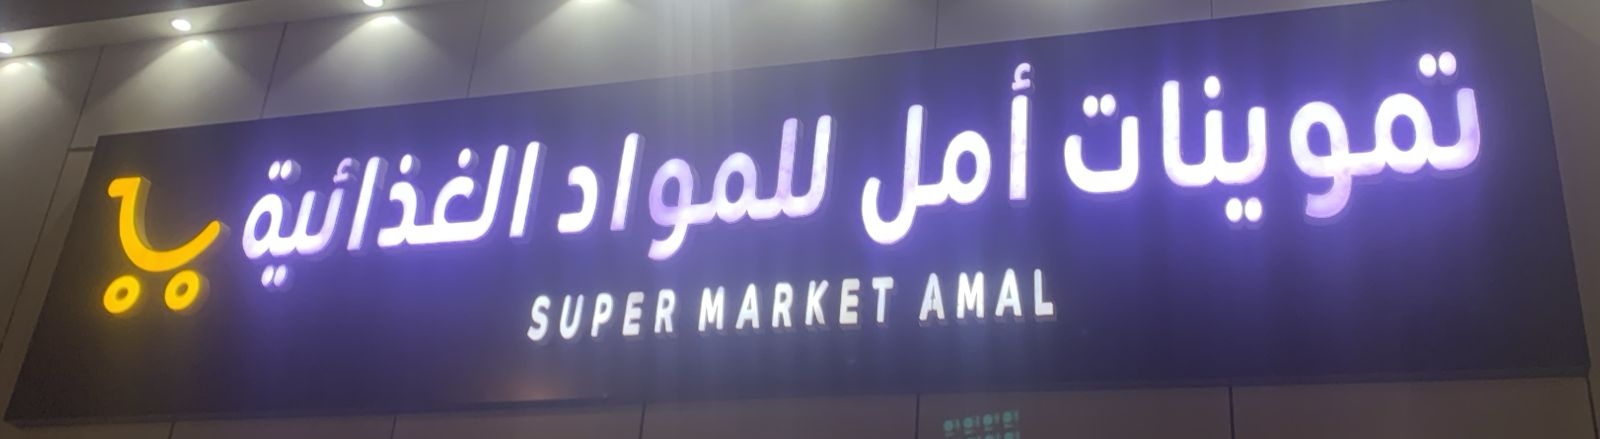 تموينات أمل للمواد الغذائية
SUPER MARKET AMAL